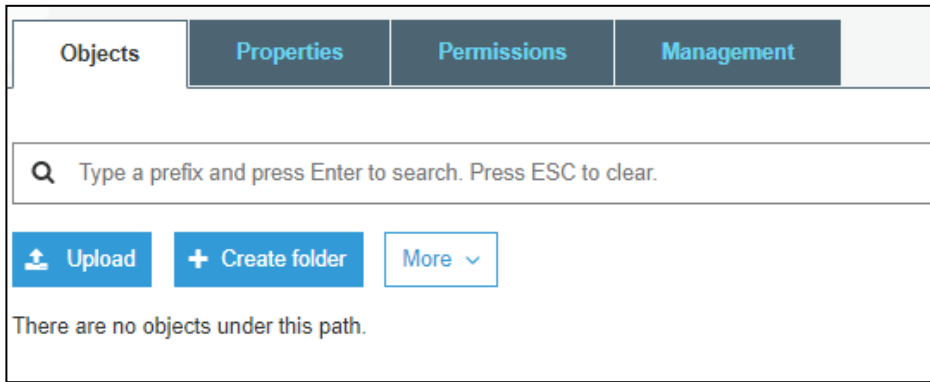 Objects Properties Permissions Management
Type a prefix and press Enter to search. Press ESC to clear.
Upload Create folder More
There are no objects under this path.